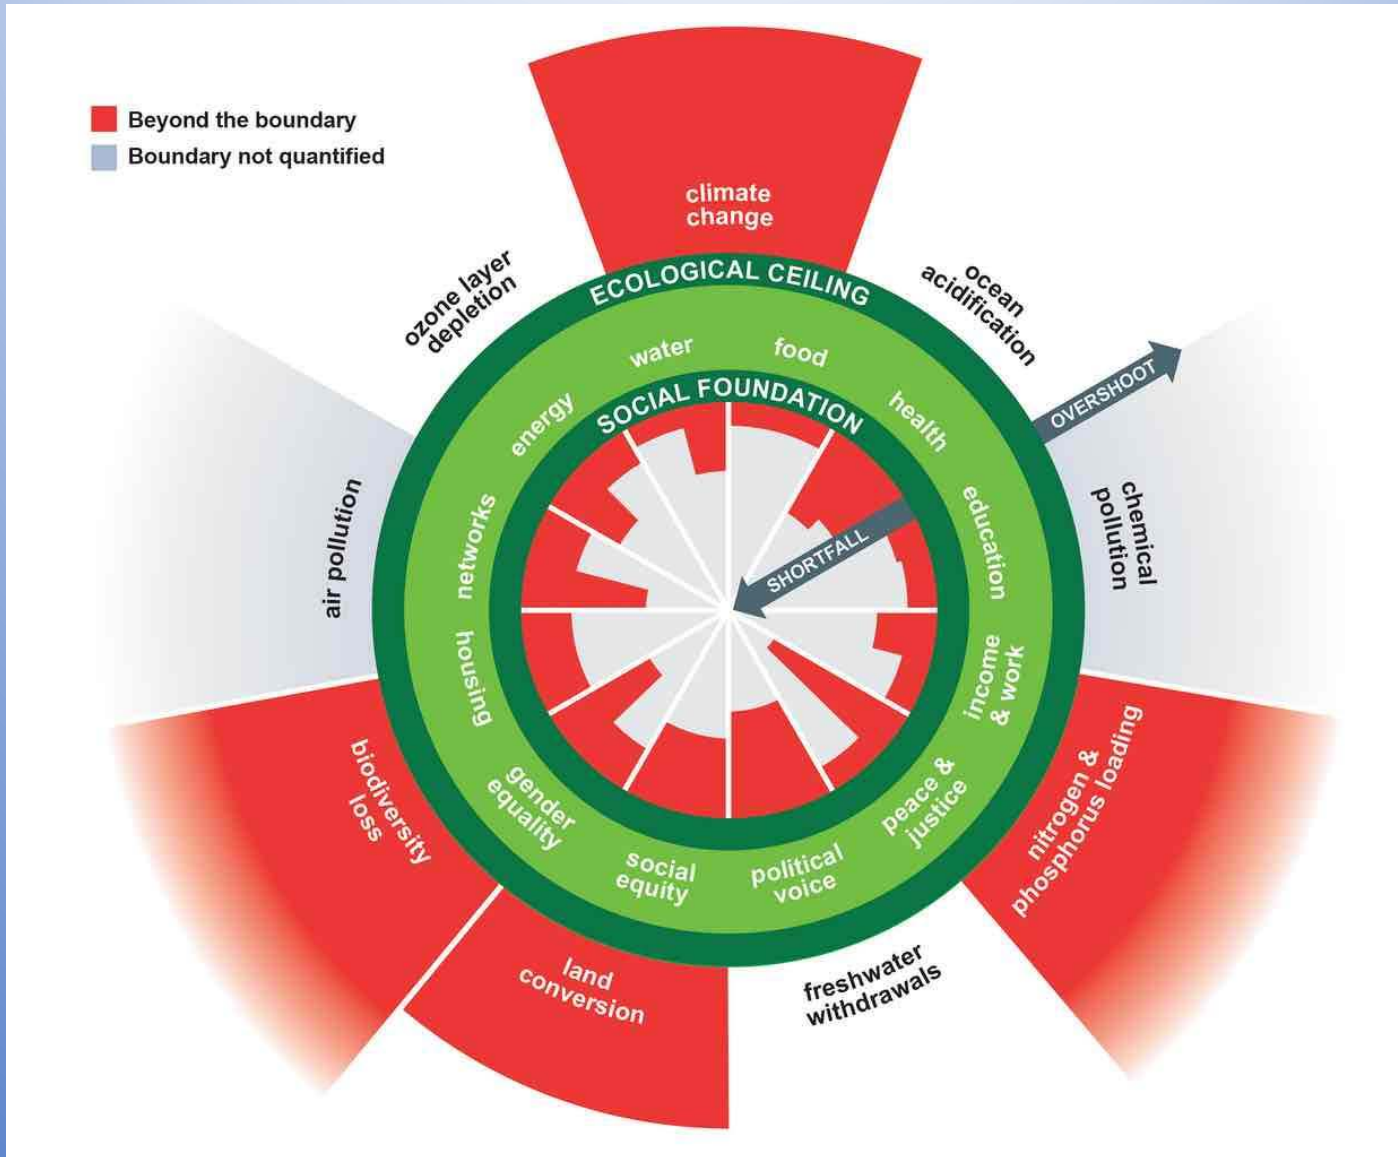 Beyond the boundary
Boundary not quantified
climate
change
ozone layer
depletion
ocean
acidification
ECOLOGICAL CEILING
water
food
energy
health
SOCIAL FOUNDATION
OVERSHOOT
SHORTFALL
networks
education
air pollution
chemical
pollution
housing
income
& work
gender
equality
peace &
justice
social
equity
political
voice
biodiversity
loss
nitrogen &
phosphorus loading
land
conversion
freshwater
withdrawals